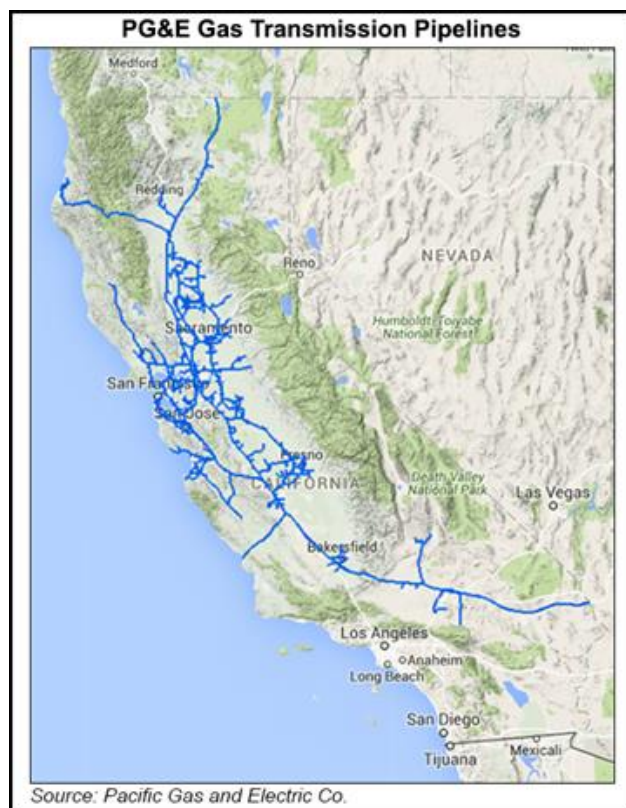 PG&E Gas Transmission Pipelines
Medford
Redding
Reno
NEVADA
Sacramento
Humboldt-Toiyabe
National Forest
San Francisco
San Jose
Fresno
CALIFORNIA
Death Valley
National Park
Las Vegas
Bakersfield
Los Angeles
Anaheim
Long Beach
San Diego
Tijuana
Mexicali
Source: Pacific Gas and Electric Co.